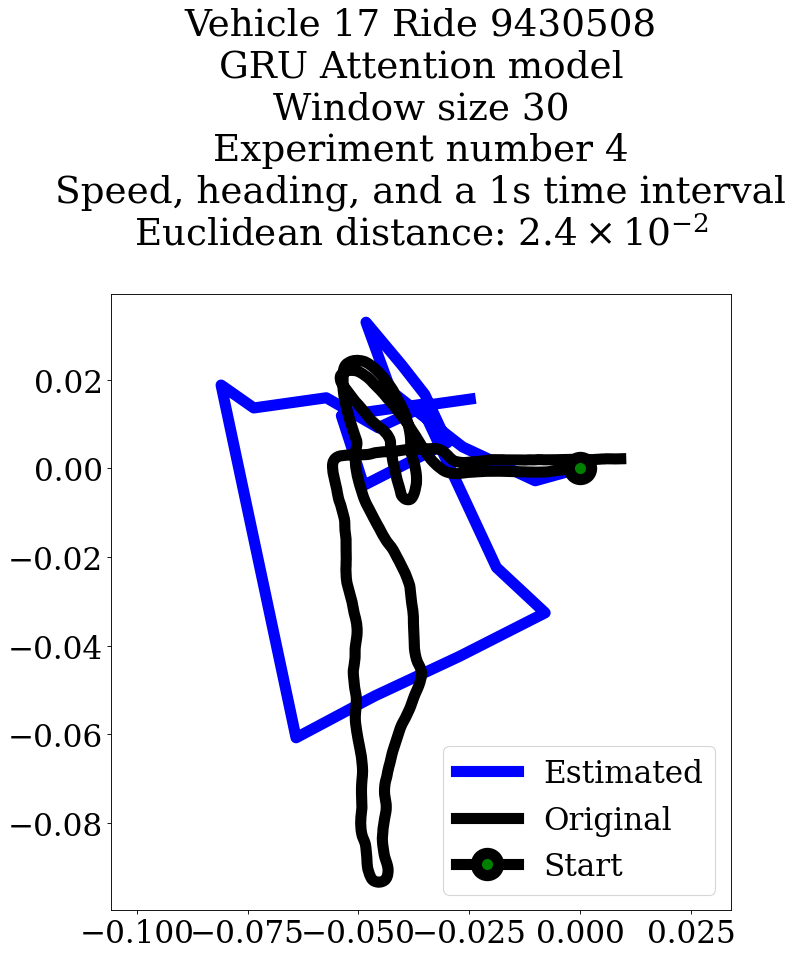 Vehicle 17 Ride 9430508
GRU Attention model
Window size 30
Experiment number 4
Speed, heading, and a 1s time interval
Euclidean distance: 2.4 × 10⁻²
0.02
0.00
−0.02
−0.04
−0.06
−0.08
Estimated
Original
Start
−0.100 −0.075 −0.050 −0.025 0.000 0.025